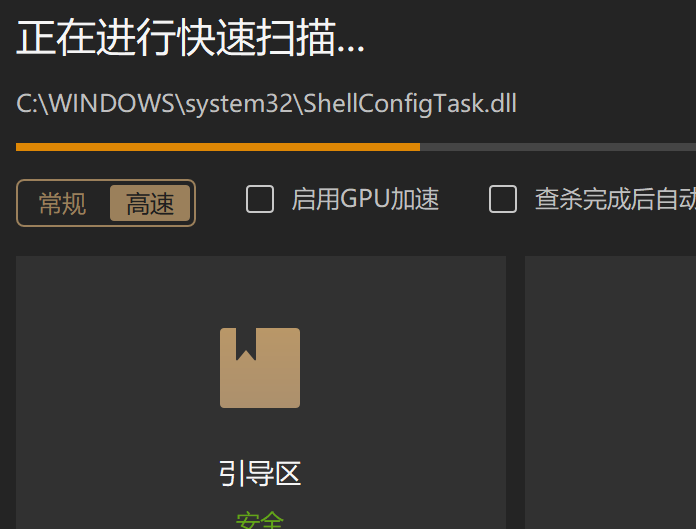 正在进行快速扫描...
C:\WINDOWS\system32\ShellConfigTask.dll
常规 高速 启用GPU加速 查杀完成后自动
引导区
安全